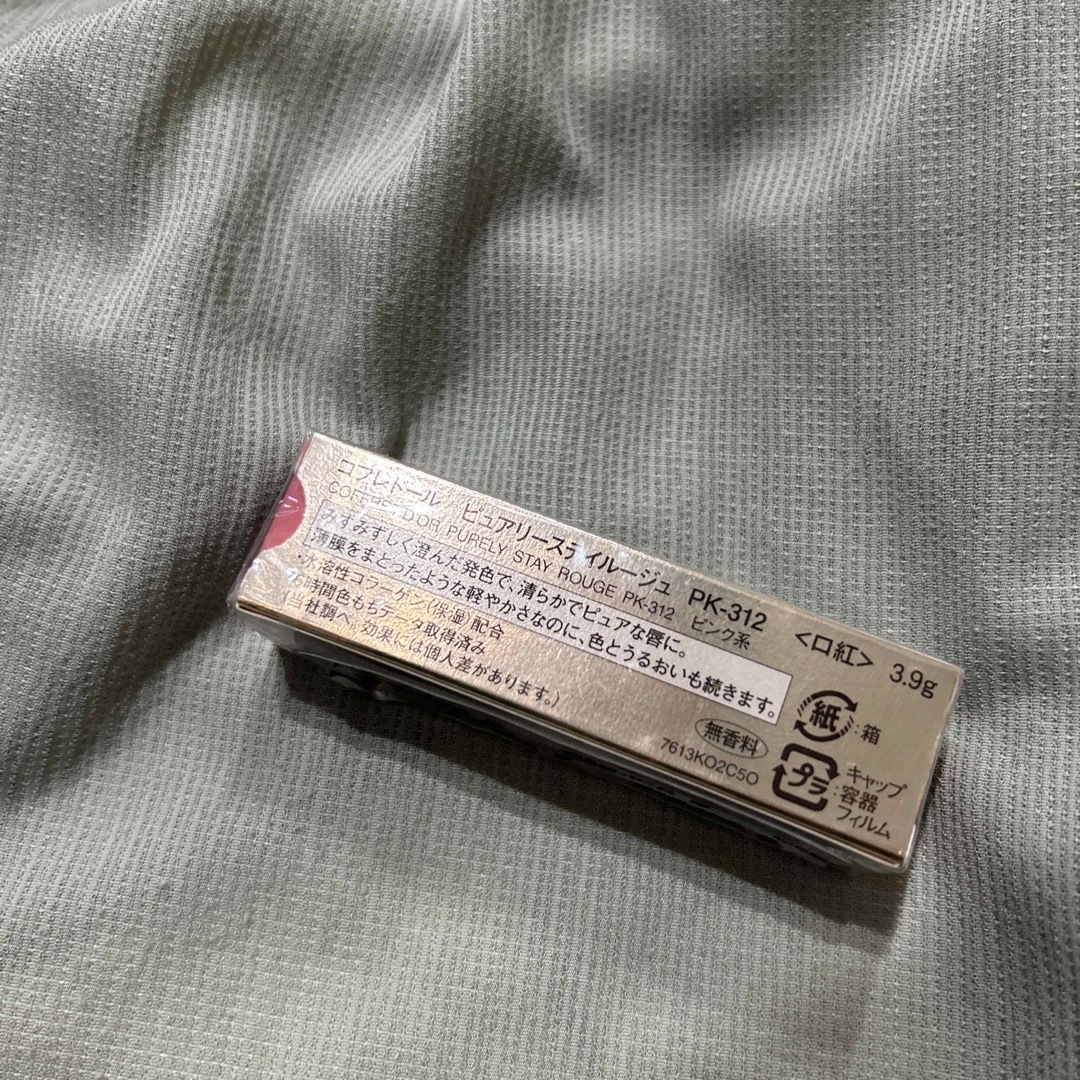 コフレドール ピュアリーステイルージュ PK-312 〈口紅〉 3.9g
COFFRET D'OR PURELY STAY ROUGE PK-312 ピンク系
みずみずしく澄んだ発色で、清らかでピュアな唇に。
薄膜をまとったような軽やかさなのに、色とうるおいも続きます。
・水溶性コラーゲン(保湿)配合
時間色もちデータ取得済み
(当社調べ。効果には個人差があります。)
無香料
7613KO2C5O
紙 :箱
プラ :キャップ
容器
フィルム